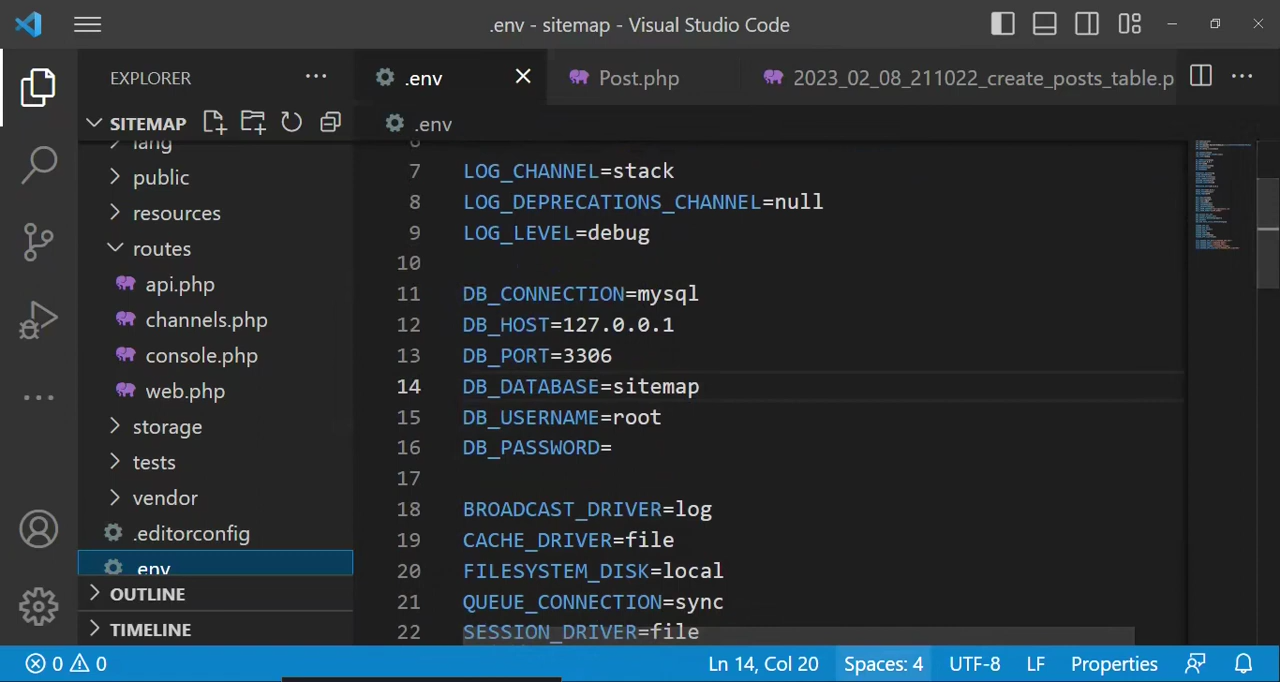 .env - sitemap - Visual Studio Code
EXPLORER
SITEMAP
lang
public
resources
routes
api.php
channels.php
console.php
web.php
storage
tests
vendor
.editorconfig
.env
OUTLINE
TIMELINE
.env
Post.php
2023_02_08_211022_create_posts_table.p
.env
6
7 LOG_CHANNEL=stack
8 LOG_DEPRECATIONS_CHANNEL=null
9 LOG_LEVEL=debug
10
11 DB_CONNECTION=mysql
12 DB_HOST=127.0.0.1
13 DB_PORT=3306
14 DB_DATABASE=sitemap
15 DB_USERNAME=root
16 DB_PASSWORD=
17
18 BROADCAST_DRIVER=log
19 CACHE_DRIVER=file
20 FILESYSTEM_DISK=local
21 QUEUE_CONNECTION=sync
22 SESSION_DRIVER=file
0 0 Ln 14, Col 20 Spaces: 4 UTF-8 LF Properties